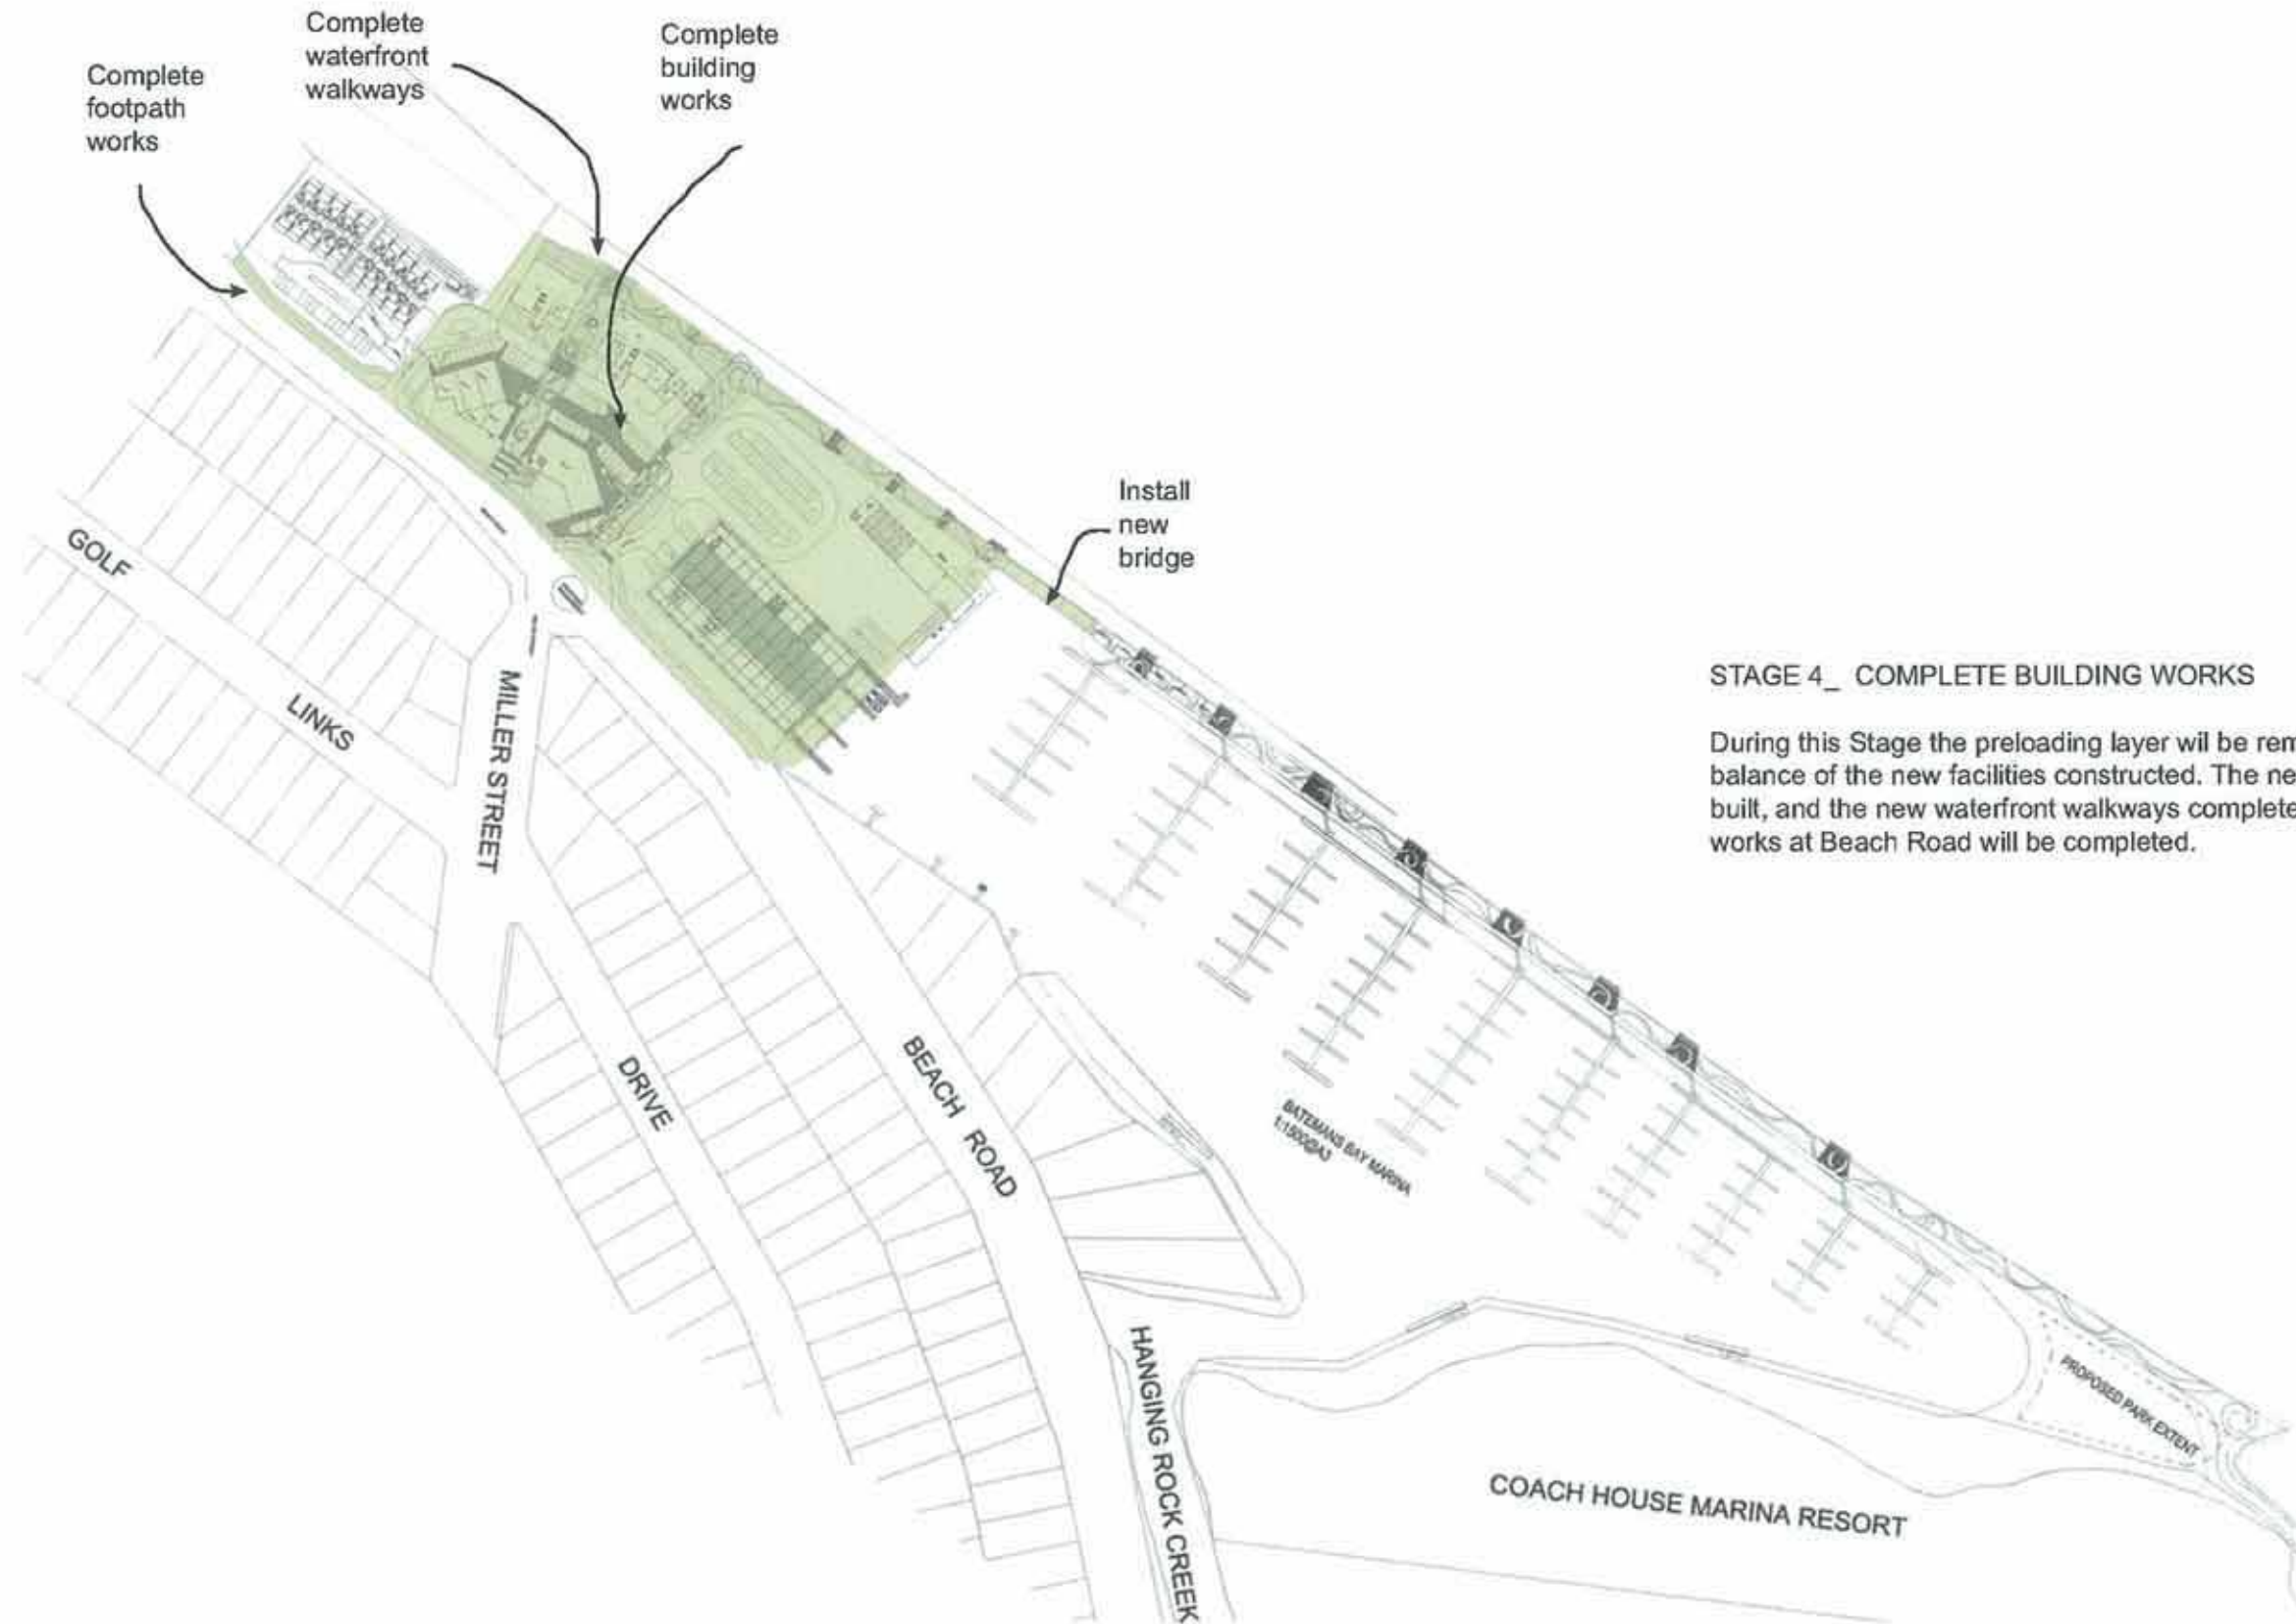 Complete
footpath
works
Complete
waterfront
walkways
Complete
building
works
Install
new
bridge
STAGE 4_ COMPLETE BUILDING WORKS
During this Stage the preloading layer wil be rem
balance of the new facilities constructed. The ne
built, and the new waterfront walkways complete
works at Beach Road will be completed.
GOLF
LINKS
MILLER STREET
DRIVE
BEACH ROAD
BATEMANS BAY MARINA
1:1500@A3
HANGING ROCK CREEK
PROPOSED PARK EXTENT
COACH HOUSE MARINA RESORT